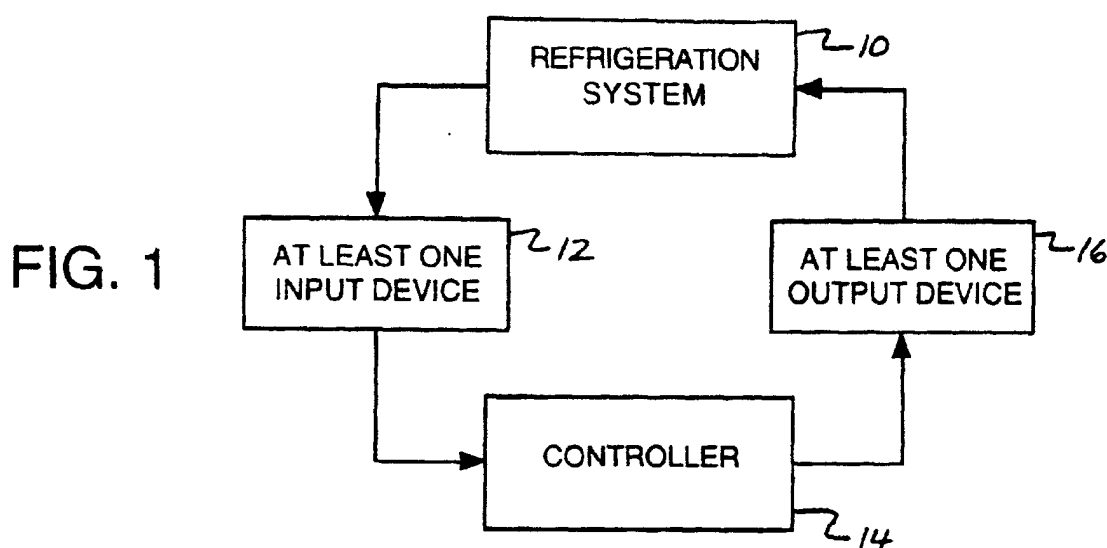 REFRIGERATION
SYSTEM
10
FIG. 1
AT LEAST ONE
INPUT DEVICE
12
AT LEAST ONE
OUTPUT DEVICE
16
CONTROLLER
14